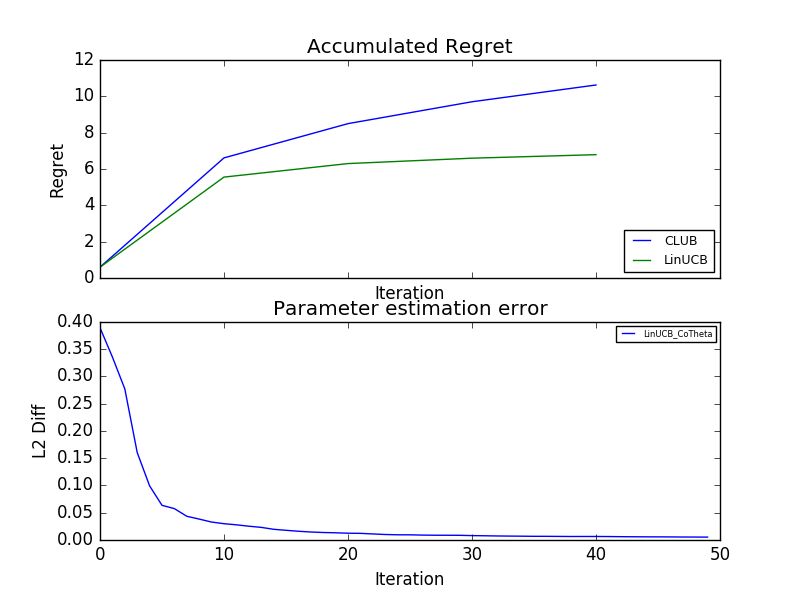 Accumulated Regret
12
10
8
6
4
2
0
Regret
CLUB
LinUCB
Iteration
Parameter estimation error
0.40
0.35
0.30
0.25
0.20
0.15
0.10
0.05
0.00
L2 Diff
LinUCB_CoTheta
0 10 20 30 40 50
Iteration